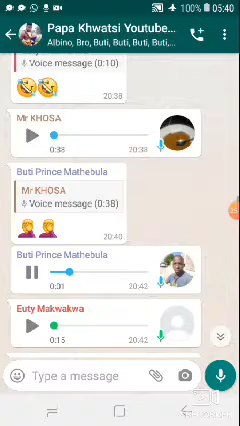 100% 05:40
Papa Khwatsi Youtube...
Albino, Bro, Buti, Buti, Buti, Buti,...
Voice message (0:10)
20:38
Mr KHOSA
0:38 20:38
Buti Prince Mathebula
Mr KHOSA
Voice message (0:38)
20:40
Buti Prince Mathebula
0:01 20:42
Euty Makwakwa
0:15 20:42
Type a message